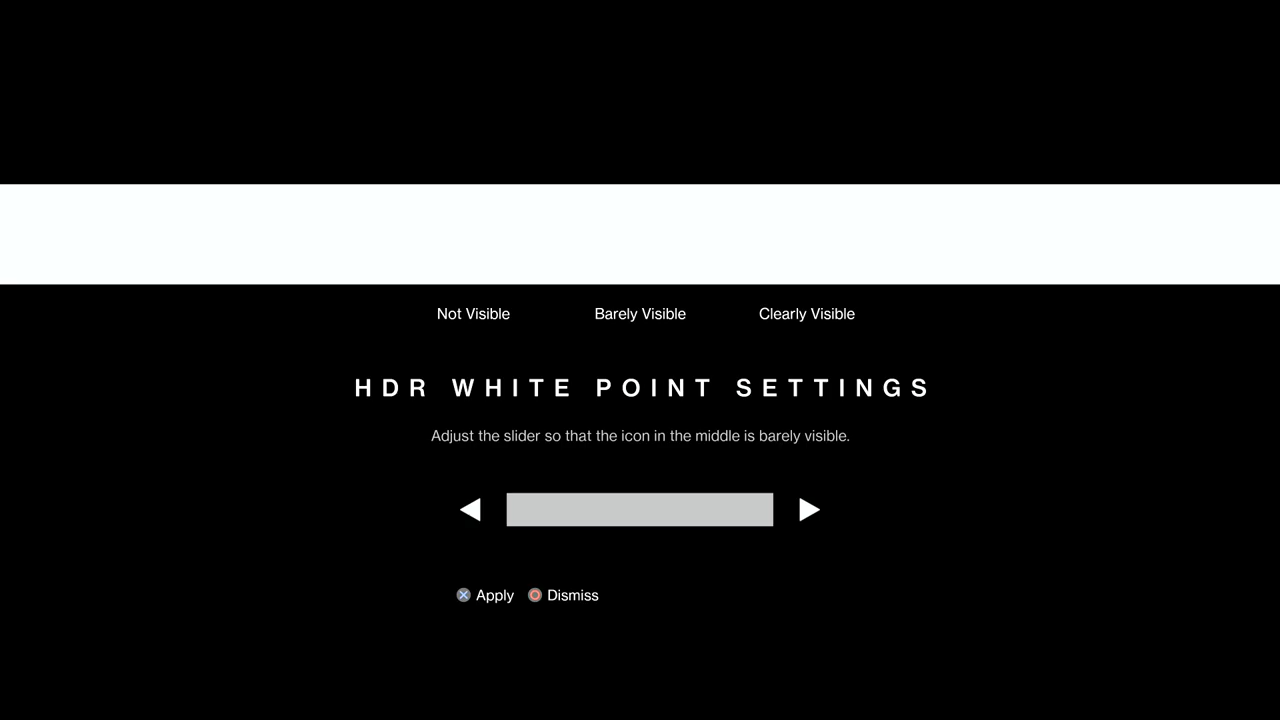 Not Visible Barely Visible Clearly Visible
HDR WHITE POINT SETTINGS
Adjust the slider so that the icon in the middle is barely visible.
Apply Dismiss